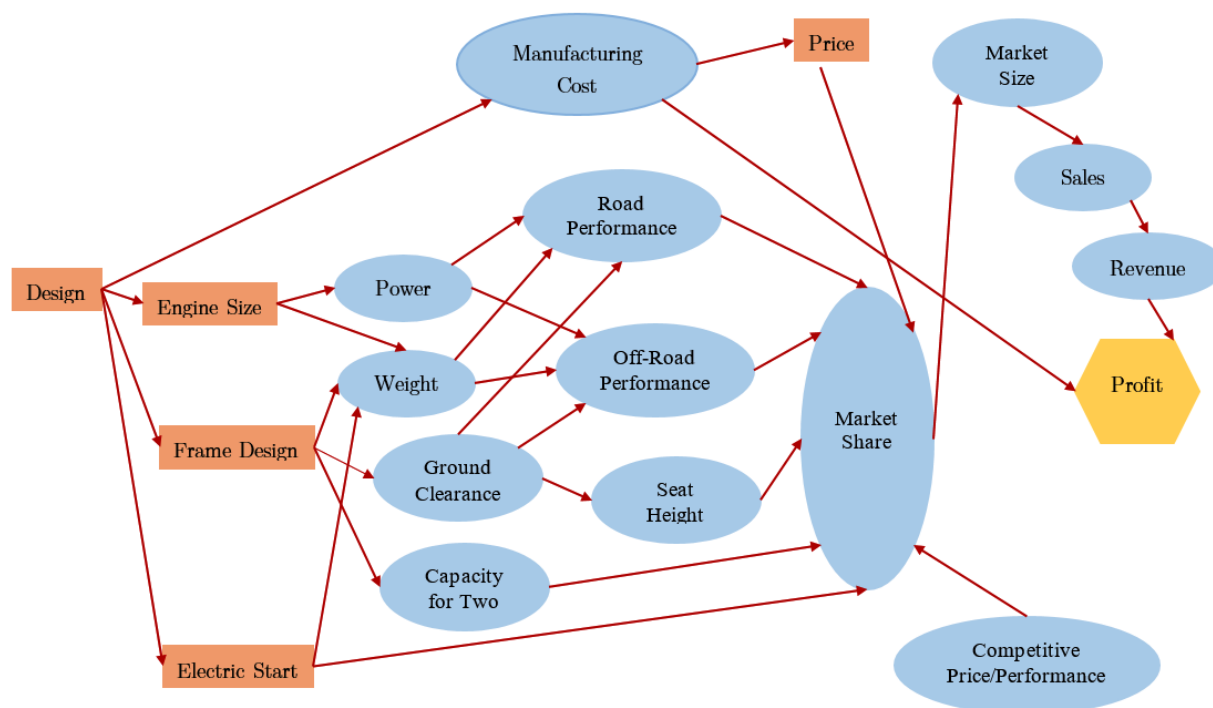 Manufacturing
Cost
Price
Market
Size
Sales
Revenue
Profit
Road
Performance
Design
Engine Size
Power
Off-Road
Performance
Weight
Market
Share
Frame Design
Ground
Clearance
Seat
Height
Capacity
for Two
Electric Start
Competitive
Price/Performance